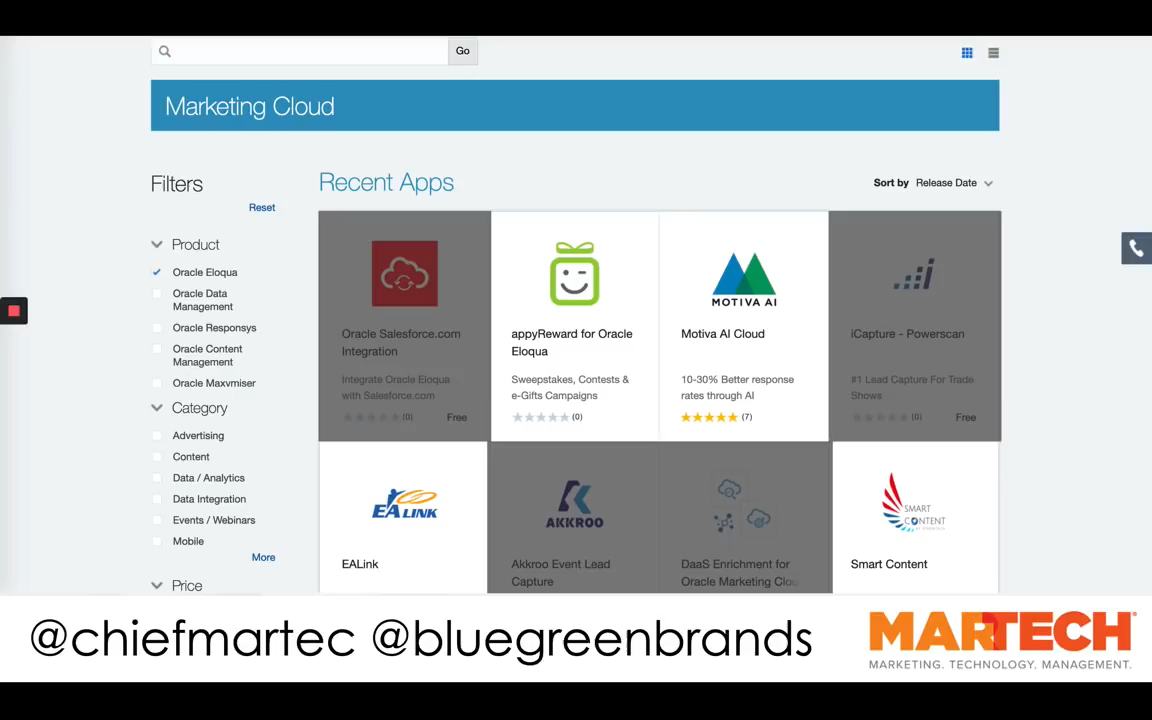 Go
Marketing Cloud
Filters
Reset
Product
Oracle Eloqua
Oracle Data
Management
Oracle Responsys
Oracle Content
Management
Oracle Maxymiser
Category
Advertising
Content
Data / Analytics
Data Integration
Events / Webinars
Mobile
More
Price
Recent Apps
Sort by Release Date
Oracle Salesforce.com
Integration
Integrate Oracle Eloqua
with Salesforce.com
(0) Free
appyReward for Oracle
Eloqua
Sweepstakes, Contests &
e-Gifts Campaigns
(0)
MOTIVA AI
Motiva AI Cloud
10-30% Better response
rates through AI
(7)
iCapture - Powerscan
#1 Lead Capture For Trade
Shows
(0) Free
EALINK
EALink
AKKROO
Akkroo Event Lead
Capture
DaaS Enrichment for
Oracle Marketing Clou
SMART
CONTENT
Smart Content
@chiefmartec @bluegreenbrands
MARTECH®
MARKETING. TECHNOLOGY. MANAGEMENT.